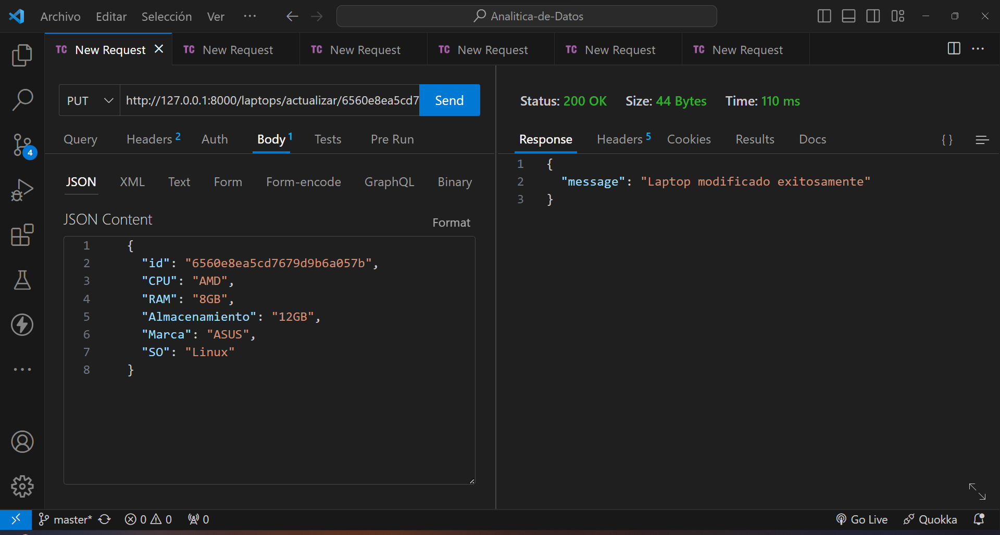 Archivo Editar Selección Ver ··· Analitica-de-Datos
TC New Request TC New Request TC New Request TC New Request TC New Request TC New Request
PUT http://127.0.0.1:8000/laptops/actualizar/6560e8ea5cd7 Send
Status: 200 OK Size: 44 Bytes Time: 110 ms
Query Headers 2 Auth Body 1 Tests Pre Run
Response Headers 5 Cookies Results Docs { }
4
JSON XML Text Form Form-encode GraphQL Binary
JSON Content
Format
1 {
2 "id": "6560e8ea5cd7679d9b6a057b",
3 "CPU": "AMD",
4 "RAM": "8GB",
5 "Almacenamiento": "12GB",
6 "Marca": "ASUS",
7 "SO": "Linux"
8 }
1 {
2 "message": "Laptop modificado exitosamente"
3 }
master* 0 0 0 Go Live Quokka